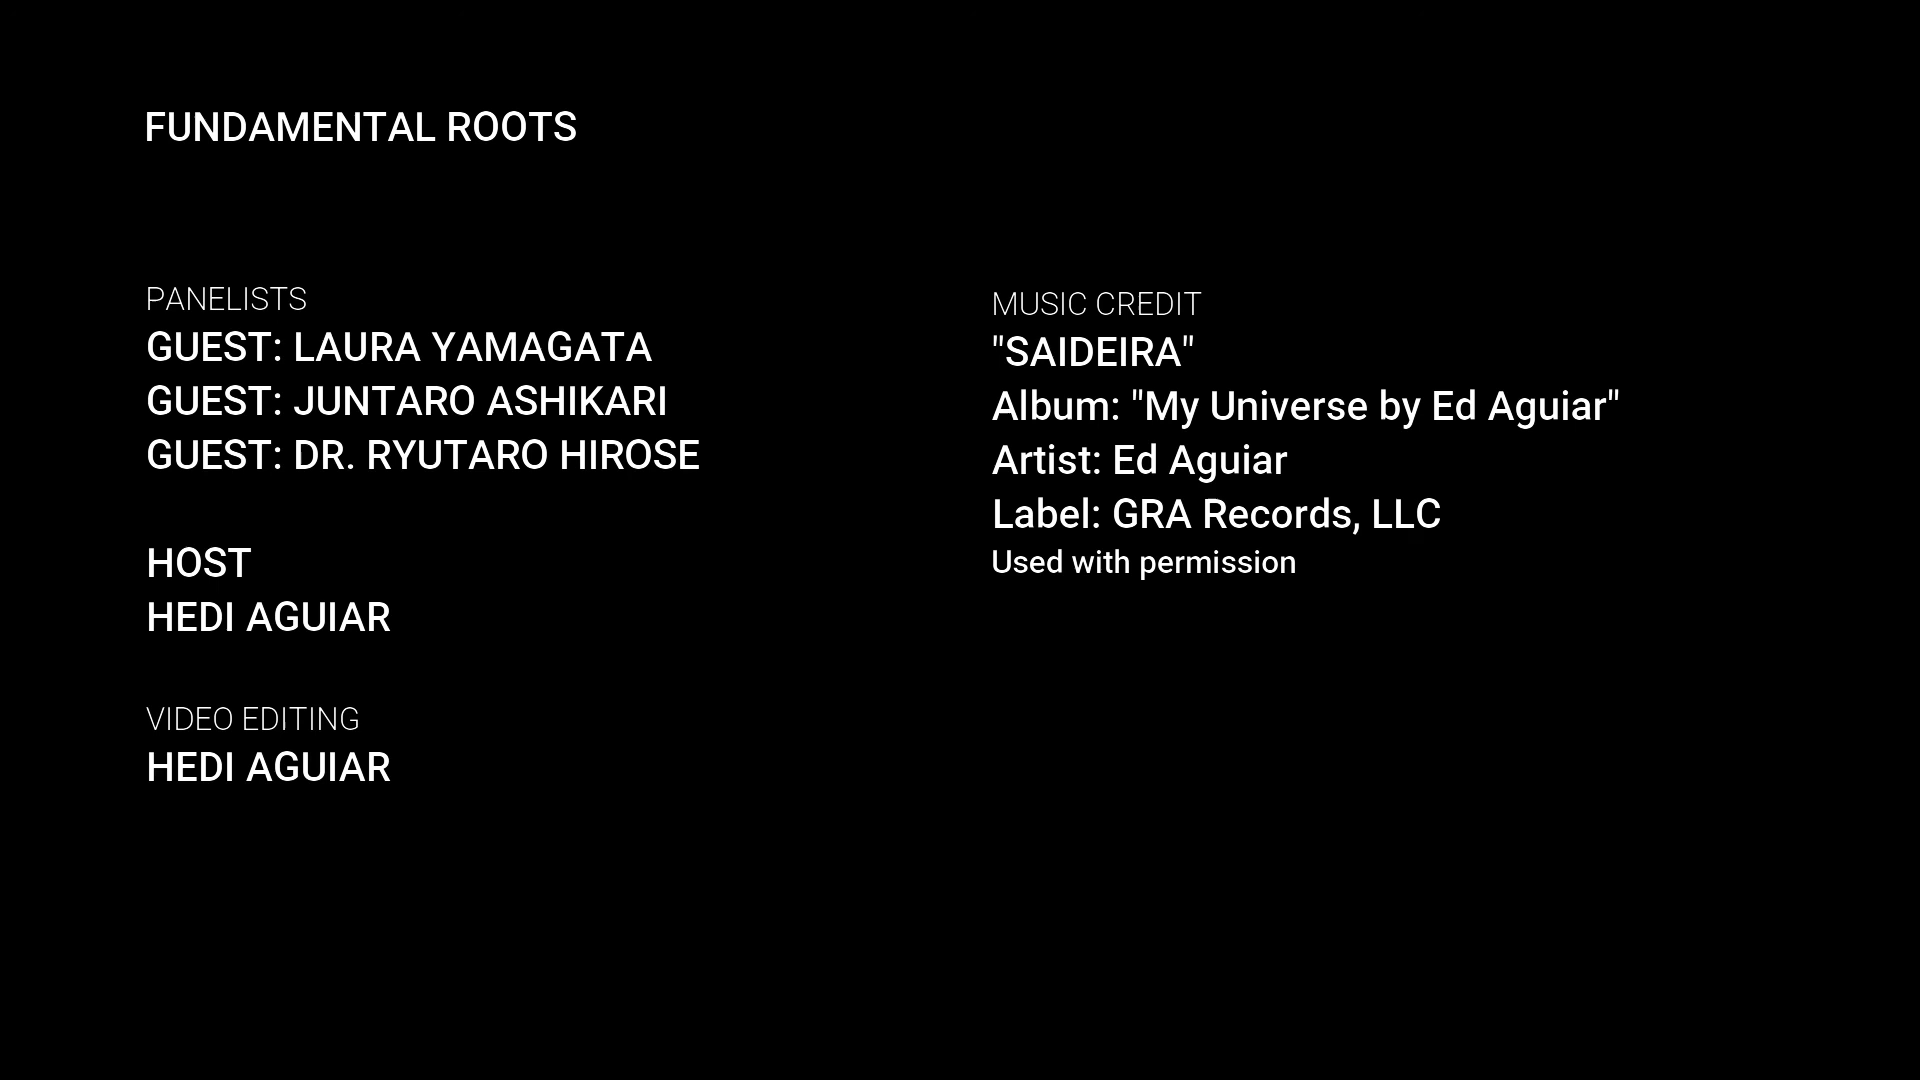 FUNDAMENTAL ROOTS
PANELISTS
GUEST: LAURA YAMAGATA
GUEST: JUNTARO ASHIKARI
GUEST: DR. RYUTARO HIROSE
HOST
HEDI AGUIAR
VIDEO EDITING
HEDI AGUIAR
MUSIC CREDIT
"SAIDEIRA"
Album: "My Universe by Ed Aguiar"
Artist: Ed Aguiar
Label: GRA Records, LLC
Used with permission